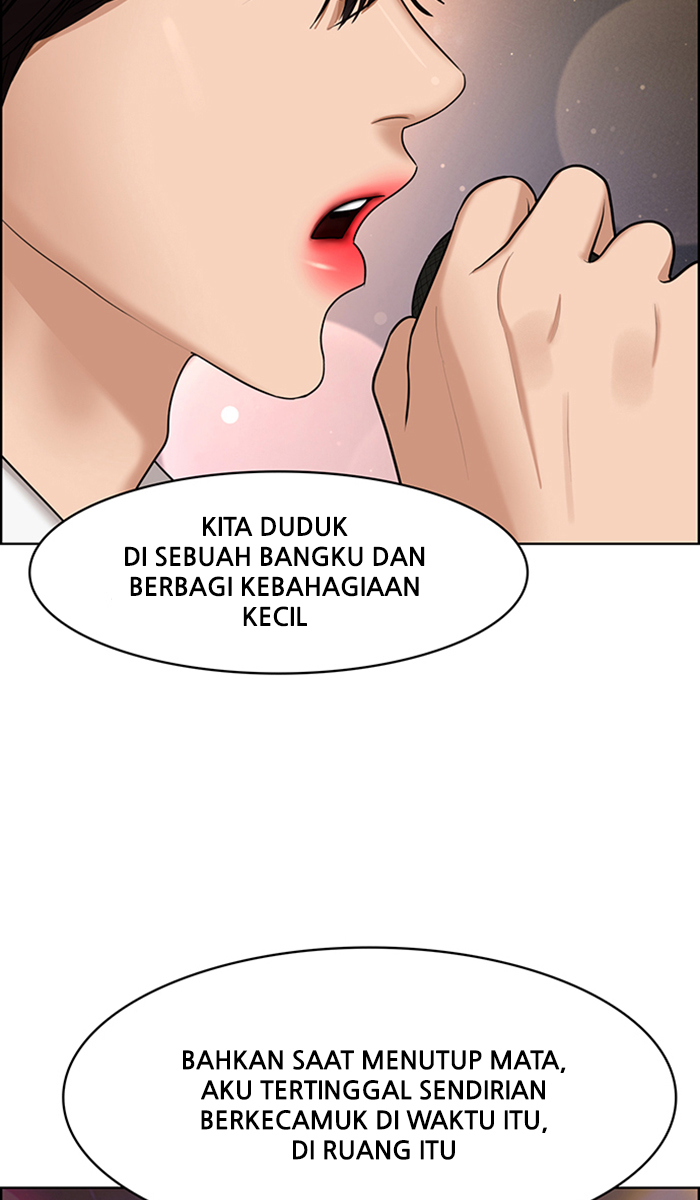 KITA DUDUK
DI SEBUAH BANGKU DAN
BERBAGI KEBAHAGIAAN
KECIL
BAHKAN SAAT MENUTUP MATA,
AKU TERTINGGAL SENDIRIAN
BERKECAMUK DI WAKTU ITU,
DI RUANG ITU